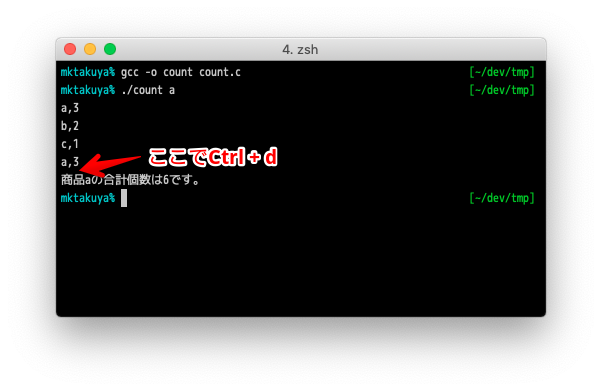 4. zsh
mktakuya% gcc -o count count.c [~/dev/tmp]
mktakuya% ./count a [~/dev/tmp]
a,3
b,2
c,1
a,3
ここでCtrl + d
商品aの合計個数は6です。
mktakuya% [~/dev/tmp]